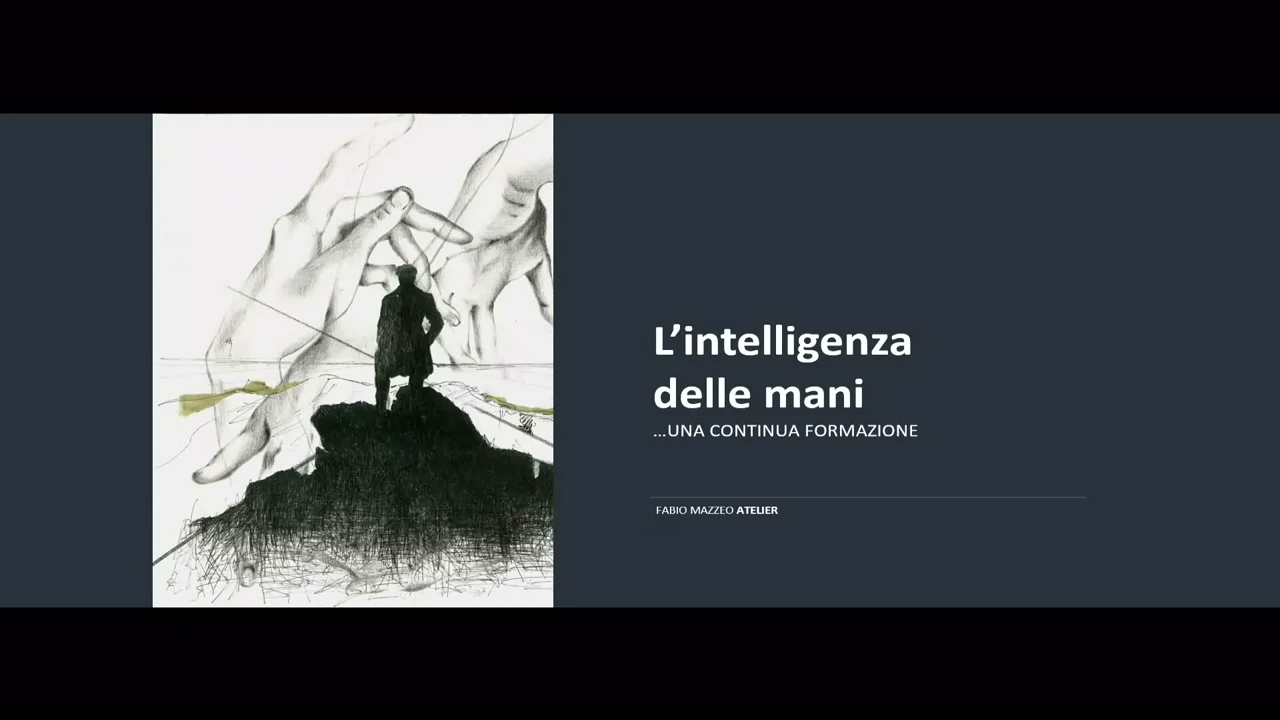 L’intelligenza
delle mani
...UNA CONTINUA FORMAZIONE
FABIO MAZZEO ATELIER